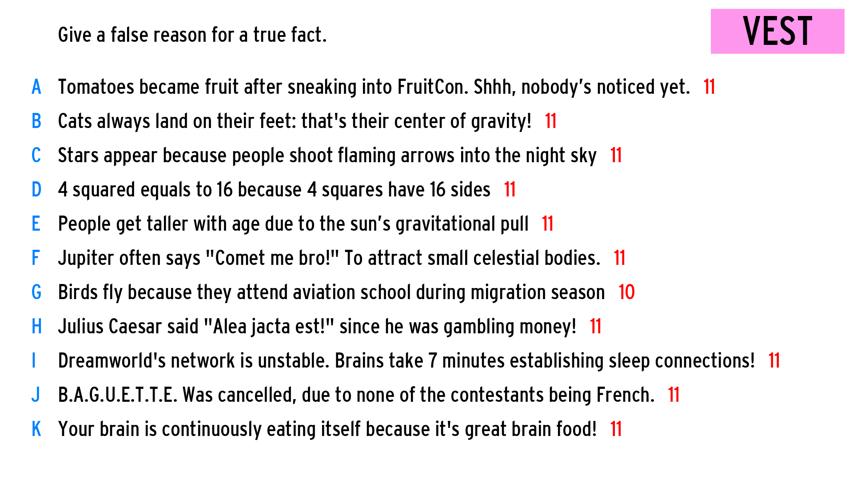 Give a false reason for a true fact.
VEST
A Tomatoes became fruit after sneaking into FruitCon. Shhh, nobody's noticed yet. 11
B Cats always land on their feet: that's their center of gravity! 11
C Stars appear because people shoot flaming arrows into the night sky 11
D 4 squared equals to 16 because 4 squares have 16 sides 11
E People get taller with age due to the sun's gravitational pull 11
F Jupiter often says "Comet me bro!" To attract small celestial bodies. 11
G Birds fly because they attend aviation school during migration season 10
H Julius Caesar said "Alea jacta est!" since he was gambling money! 11
I Dreamworld's network is unstable. Brains take 7 minutes establishing sleep connections! 11
J B.A.G.U.E.T.T.E. Was cancelled, due to none of the contestants being French. 11
K Your brain is continuously eating itself because it's great brain food! 11